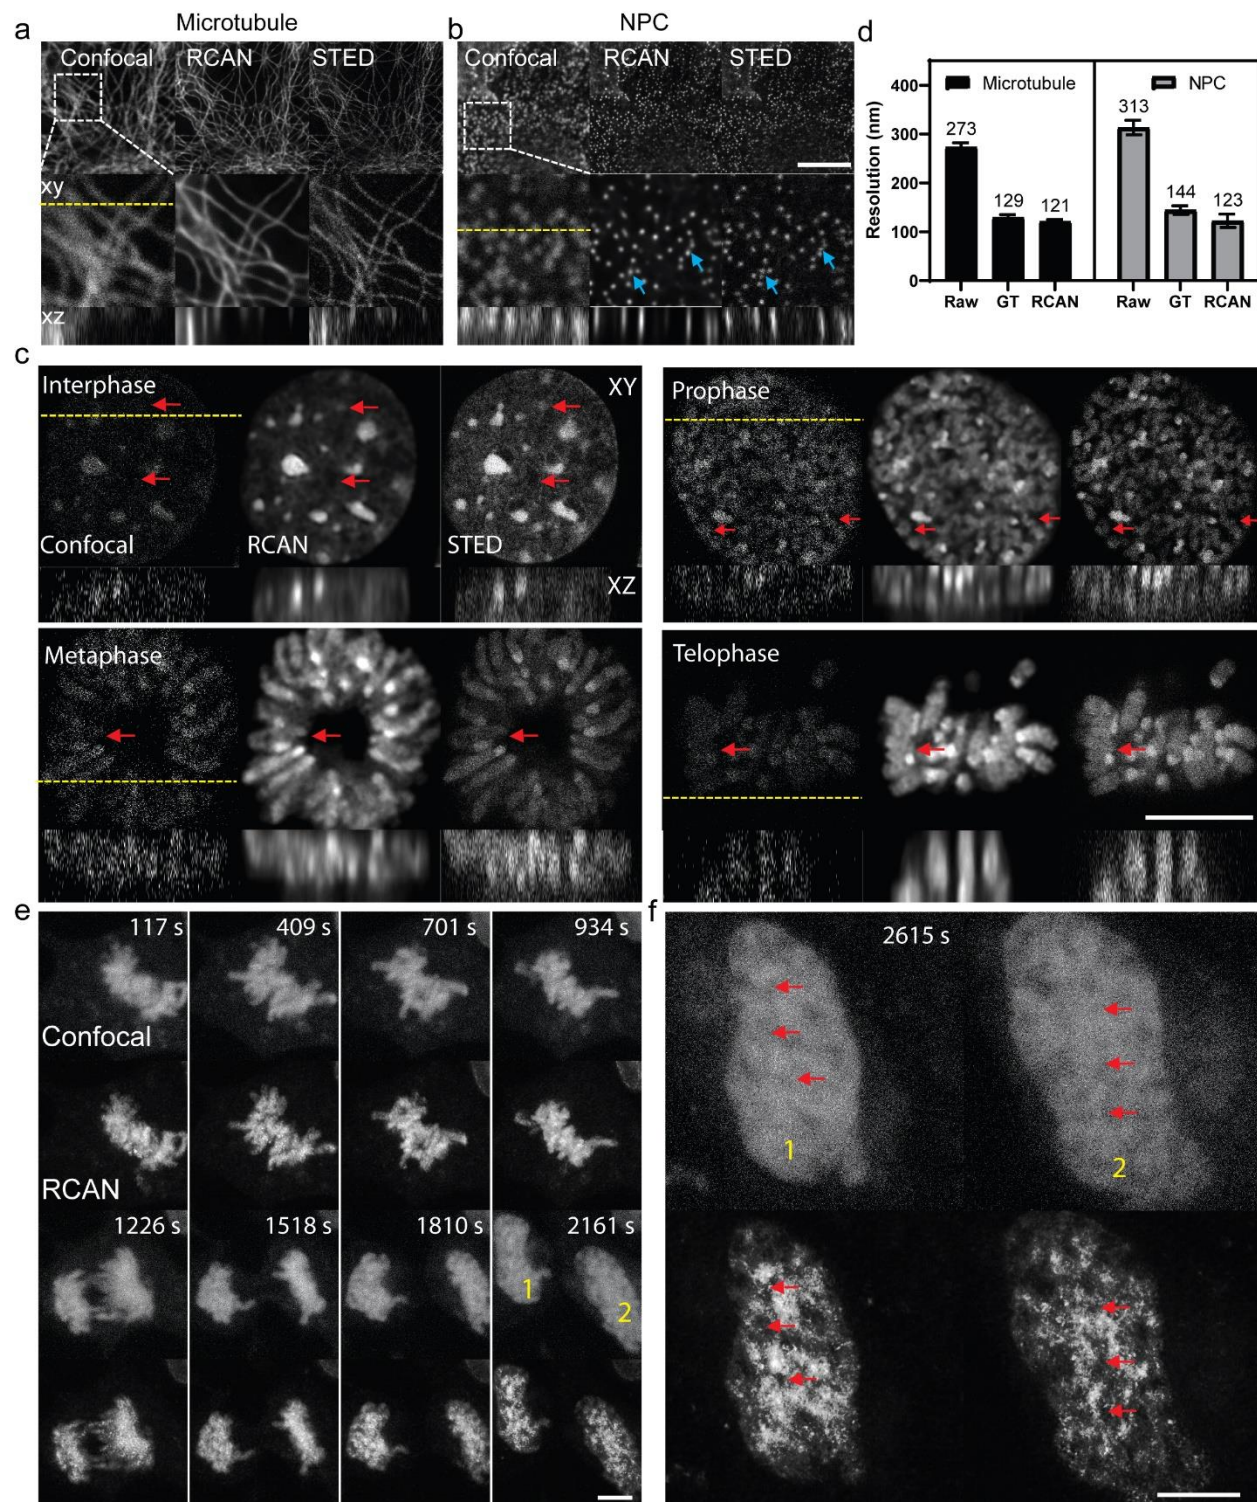 a
Microtubule
Confocal
RCAN
STED
xy
xz
b
NPC
Confocal
RCAN
STED
d
Resolution (nm)
400
300
200
100
0
Microtubule
NPC
273
129
121
313
144
123
Raw
GT
RCAN
Raw
GT
RCAN
c
Interphase
XY
Confocal
RCAN
STED
XZ
Prophase
Metaphase
Telophase
e
117 s
409 s
701 s
934 s
Confocal
RCAN
1226 s
1518 s
1810 s
2161 s
1
2
f
2615 s
1
2